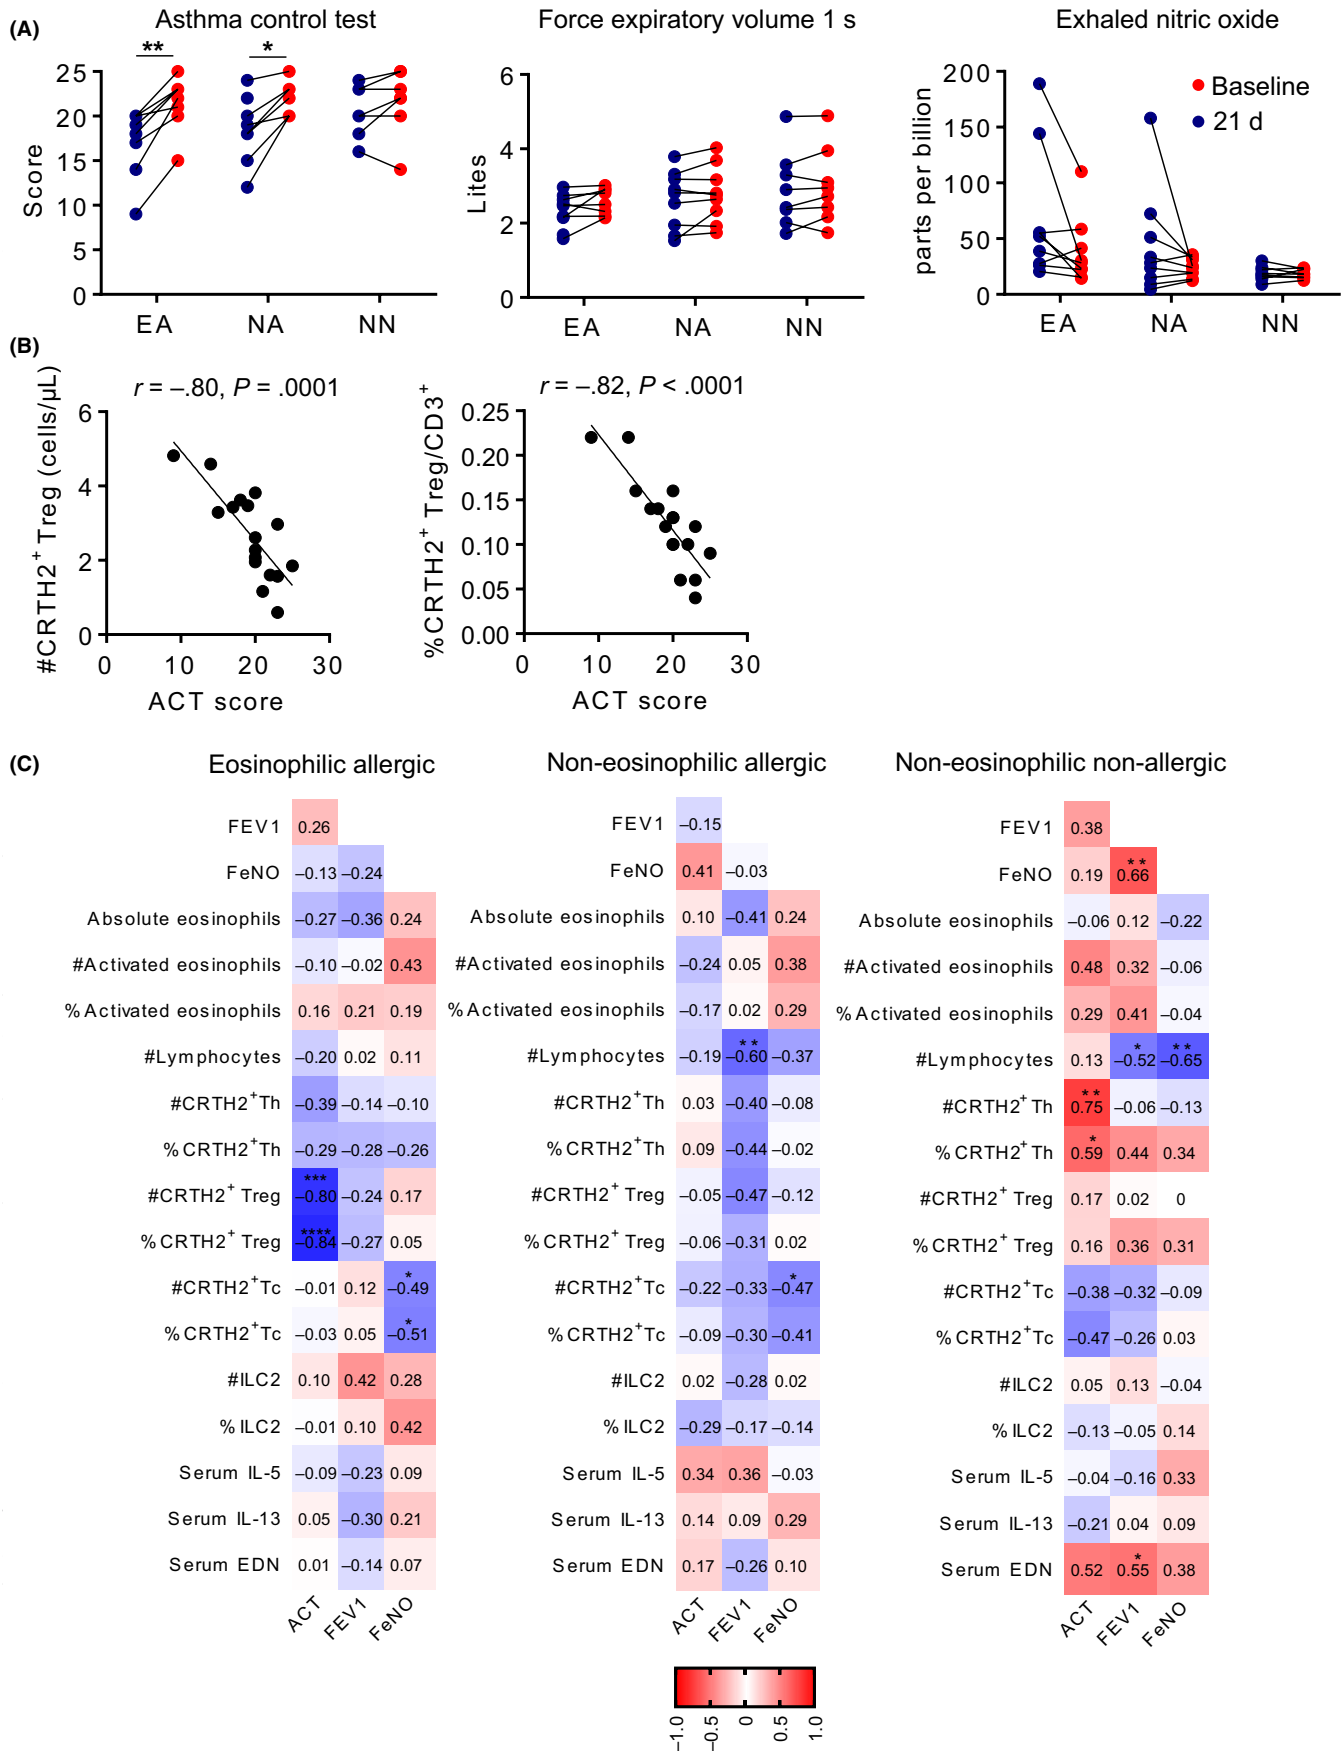 (A)
Asthma control test
Force expiratory volume 1 s
Exhaled nitric oxide
**
*
Score
25
20
15
10
5
0
EA
NA
NN
Lites
6
4
2
0
EA
NA
NN
parts per billion
200
150
100
50
0
EA
NA
NN
Baseline
21 d
(B)
r = –.80, P = .0001
#CRTH2+ Treg (cells/µL)
6
4
2
0
0 10 20 30
ACT score
r = –.82, P < .0001
%CRTH2+ Treg/CD3+
0.25
0.20
0.15
0.10
0.05
0.00
0 10 20 30
ACT score
(C)
Eosinophilic allergic
FEV1 0.26
FeNO –0.13 –0.24
Absolute eosinophils –0.27 –0.36 0.24
#Activated eosinophils –0.10 –0.02 0.43
%Activated eosinophils 0.16 0.21 0.19
#Lymphocytes –0.20 0.02 0.11
#CRTH2+Th –0.39 –0.14 –0.10
%CRTH2+Th –0.29 –0.28 –0.26
***
#CRTH2+ Treg –0.80 –0.24 0.17
****
%CRTH2+ Treg –0.84 –0.27 0.05
*
#CRTH2+Tc –0.01 0.12 –0.49
*
%CRTH2+Tc –0.03 0.05 –0.51
#ILC2 0.10 0.42 0.28
%ILC2 –0.01 0.10 0.42
Serum IL-5 –0.09 –0.23 0.09
Serum IL-13 0.05 –0.30 0.21
Serum EDN 0.01 –0.14 0.07
ACT FEV1 FeNO
Non-eosinophilic allergic
FEV1 –0.15
FeNO 0.41 –0.03
Absolute eosinophils 0.10 –0.41 0.24
#Activated eosinophils –0.24 0.05 0.38
%Activated eosinophils –0.17 0.02 0.29
**
#Lymphocytes –0.19 –0.60 –0.37
#CRTH2+Th 0.03 –0.40 –0.08
%CRTH2+Th 0.09 –0.44 –0.02
#CRTH2+ Treg –0.05 –0.47 –0.12
%CRTH2+ Treg –0.06 –0.31 0.02
*
#CRTH2+Tc –0.22 –0.33 –0.47
%CRTH2+Tc –0.09 –0.30 –0.41
#ILC2 0.02 –0.28 0.02
%ILC2 –0.29 –0.17 –0.14
Serum IL-5 0.34 0.36 –0.03
Serum IL-13 0.14 0.09 0.29
Serum EDN 0.17 –0.26 0.10
ACT FEV1 FeNO
Non-eosinophilic non-allergic
FEV1 0.38
**
FeNO 0.19 0.66
Absolute eosinophils –0.06 0.12 –0.22
#Activated eosinophils 0.48 0.32 –0.06
%Activated eosinophils 0.29 0.41 –0.04
* **
#Lymphocytes 0.13 –0.52 –0.65
**
#CRTH2+Th 0.75 –0.06 –0.13
*
%CRTH2+Th 0.59 0.44 0.34
#CRTH2+ Treg 0.17 0.02 0
%CRTH2+ Treg 0.16 0.36 0.31
#CRTH2+Tc –0.38 –0.32 –0.09
%CRTH2+Tc –0.47 –0.26 0.03
#ILC2 0.05 0.13 –0.04
%ILC2 –0.13 –0.05 0.14
Serum IL-5 –0.04 –0.16 0.33
Serum IL-13 –0.21 0.04 0.09
*
Serum EDN 0.52 0.55 0.38
ACT FEV1 FeNO
–1.0 –0.5 0 0.5 1.0